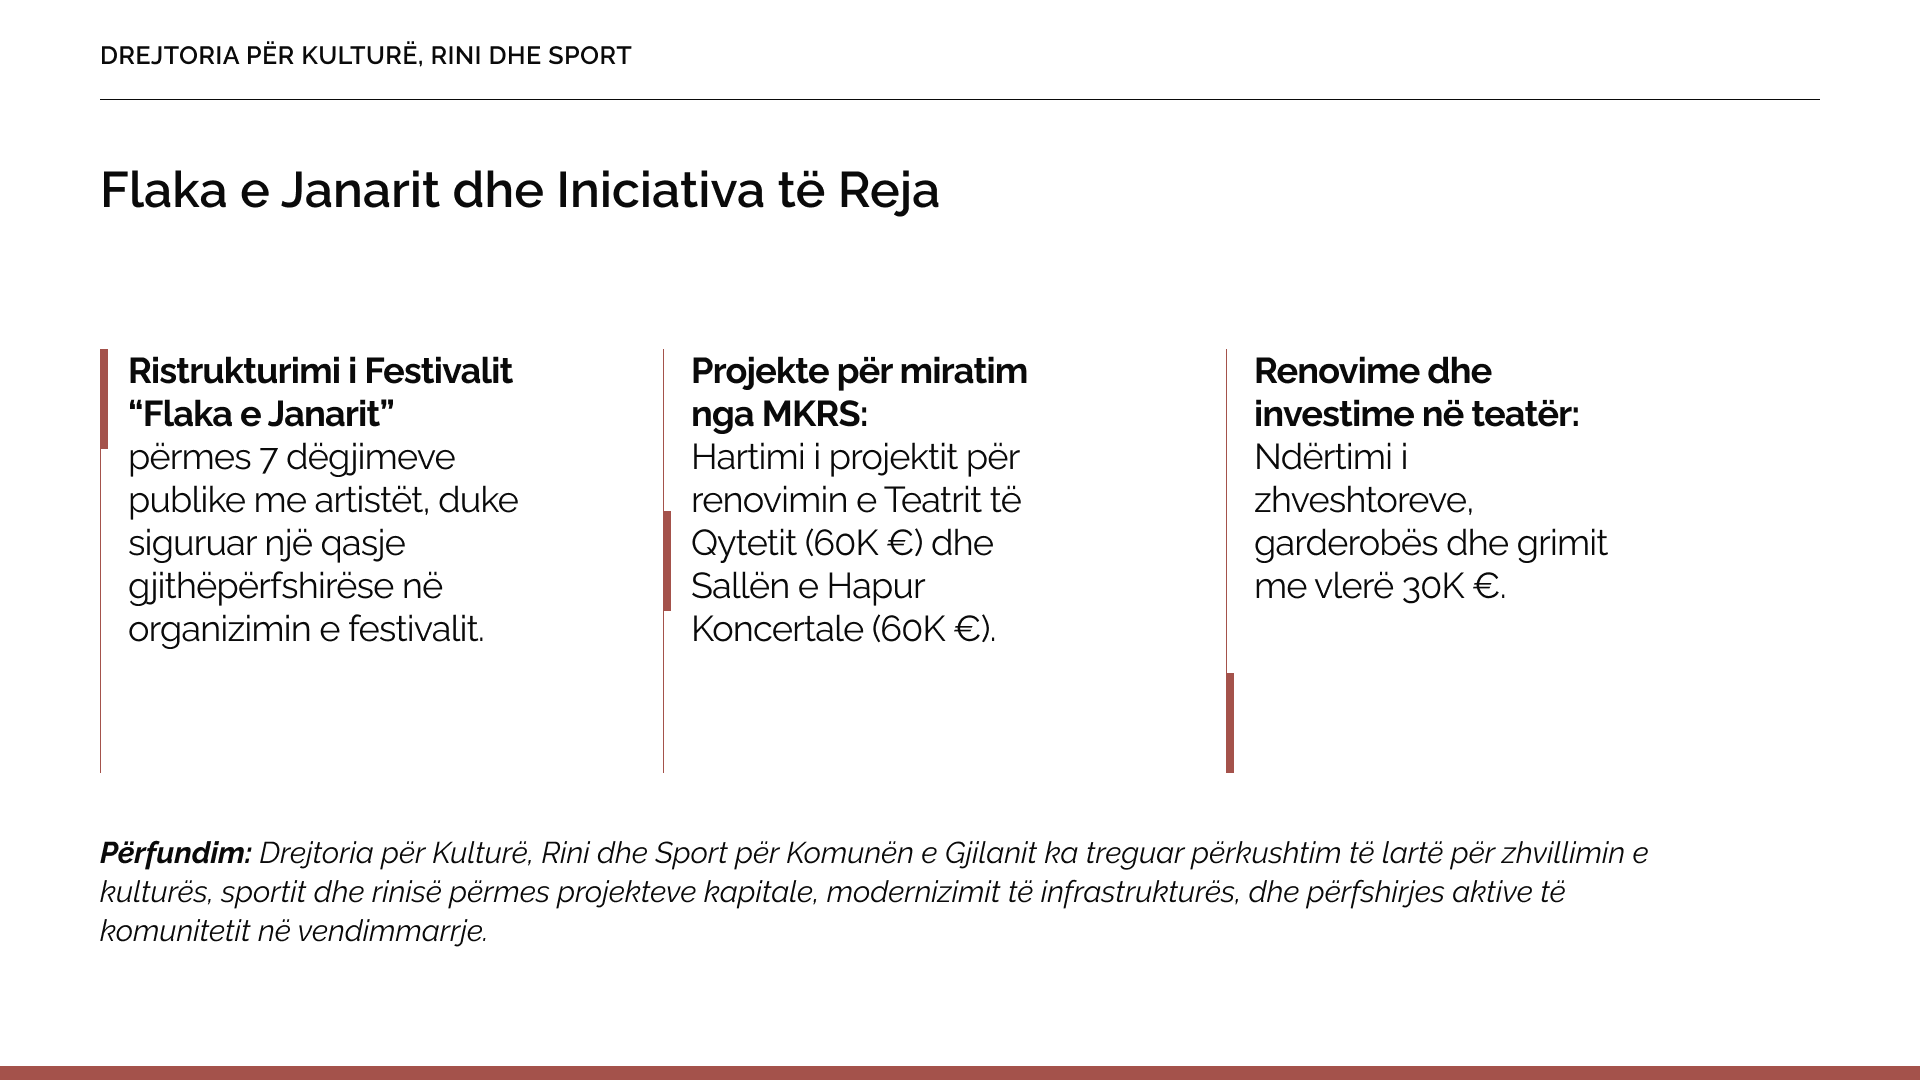 DREJTORIA PËR KULTURË, RINI DHE SPORT
Flaka e Janarit dhe Iniciativa të Reja
Ristrukturimi i Festivalit
“Flaka e Janarit”
përmes 7 dëgjimeve
publike me artistët, duke
siguruar një qasje
gjithëpërfshirëse në
organizimin e festivalit.
Projekte për miratim
nga MKRS:
Hartimi i projektit për
renovimin e Teatrit të
Qytetit (60K €) dhe
Sallën e Hapur
Koncertale (60K €).
Renovime dhe
investime në teatër:
Ndërtimi i
zhveshtoreve,
garderobës dhe grimit
me vlerë 30K €.
Përfundim: Drejtoria për Kulturë, Rini dhe Sport për Komunën e Gjilanit ka treguar përkushtim të lartë për zhvillimin e
kulturës, sportit dhe rinisë përmes projekteve kapitale, modernizimit të infrastrukturës, dhe përfshirjes aktive të
komunitetit në vendimmarrje.